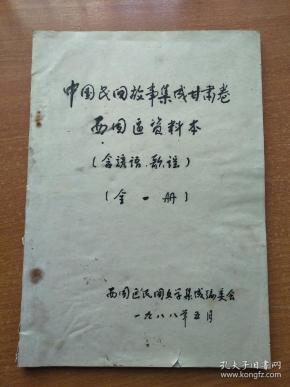 中国民间故事集成甘肃卷
西固区资料本
(含谚语、歌谣)
(全一册)
西固区民间文学集成编委会
一九八八年五月
孔夫子旧书网